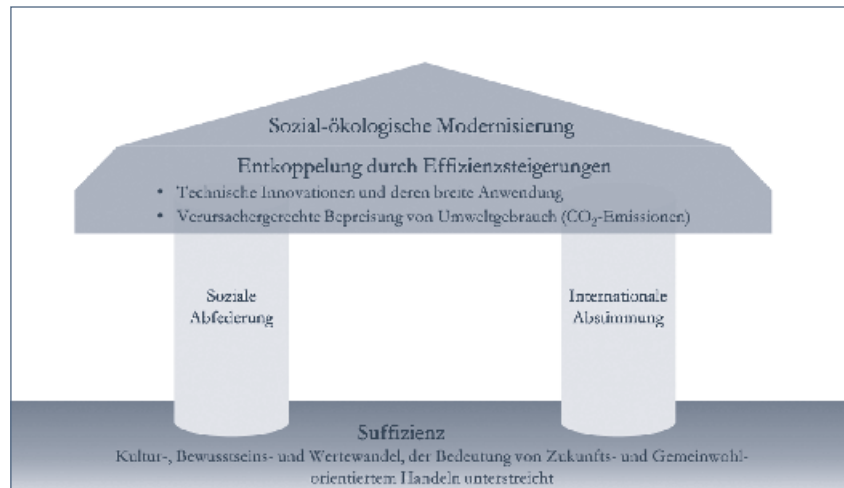 Sozial-ökologische Modernisierung
Entkoppelung durch Effizienzsteigerungen
• Technische Innovationen und deren breite Anwendung
• Verursachergerechte Bepreisung von Umweltgebrauch (CO₂-Emissionen)
Soziale
Abfederung
Internationale
Abstimmung
Suffizienz
Kultur-, Bewusstseins- und Wertewandel, der Bedeutung von Zukunfts- und Gemeinwohl-
orientiertem Handeln unterstreicht